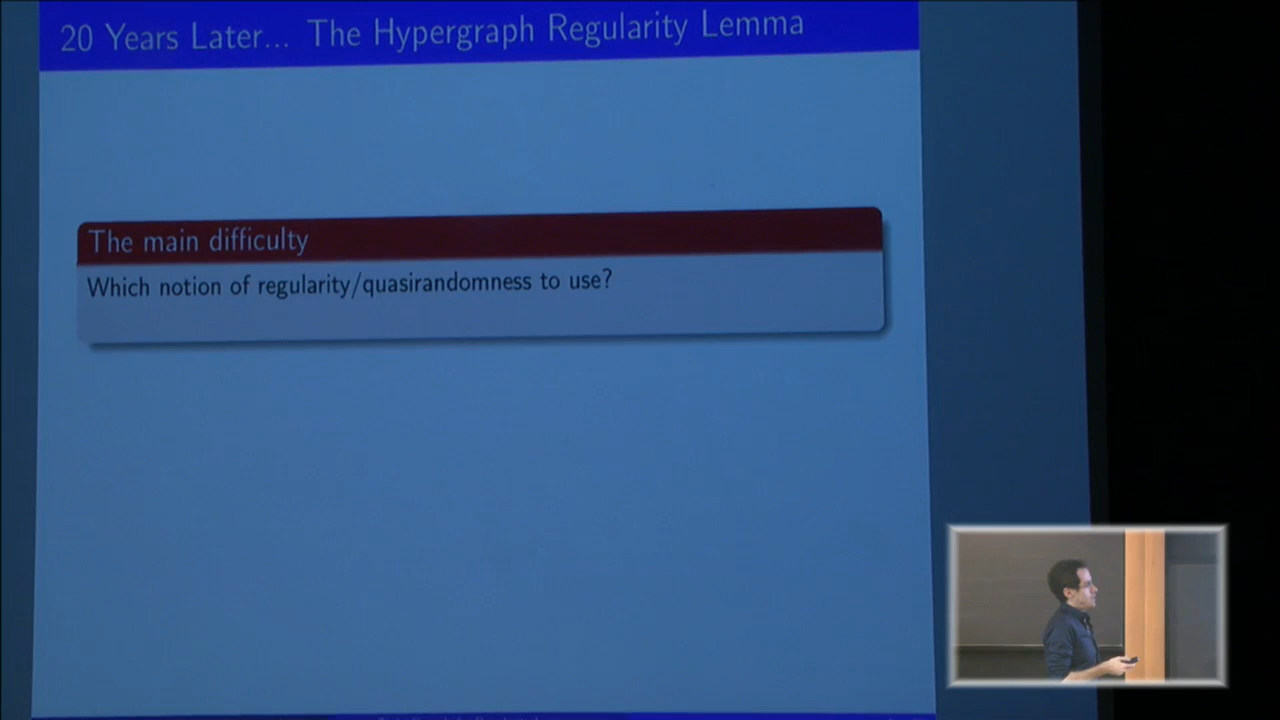 20 Years Later... The Hypergraph Regularity Lemma
The main difficulty
Which notion of regularity/quasirandomness to use?